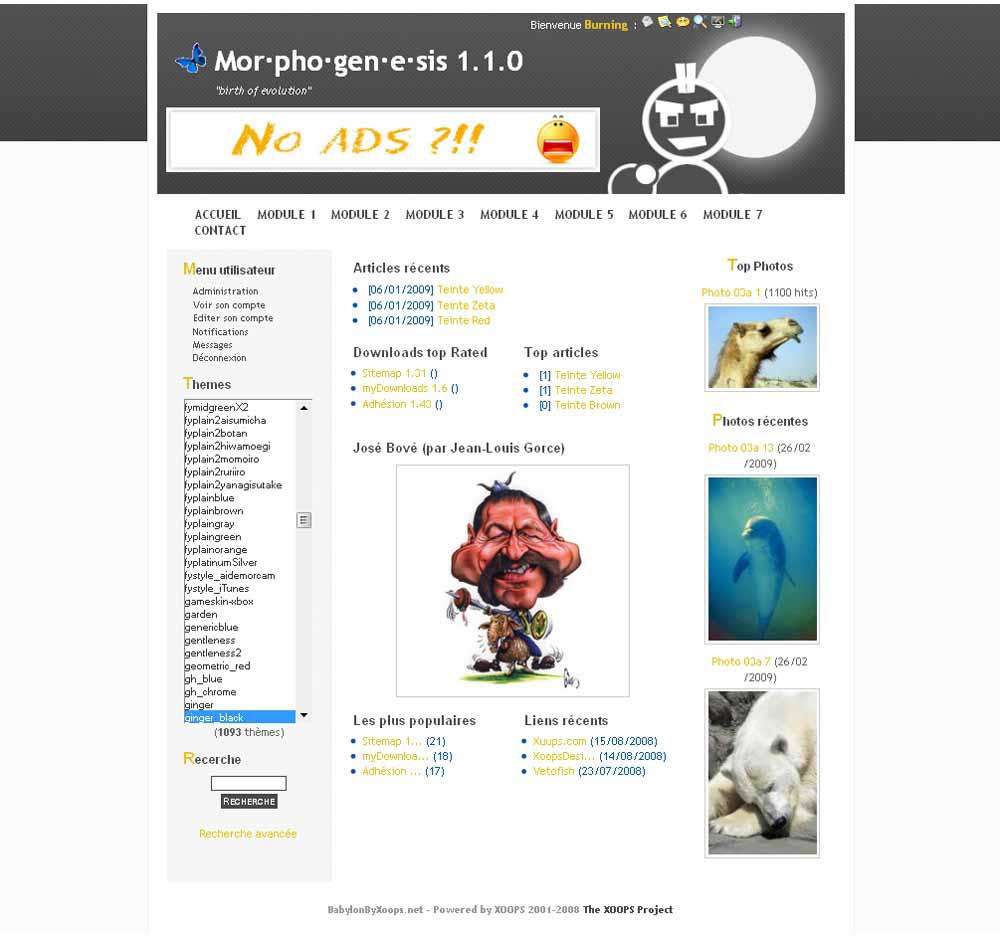 Bienvenue Burning :
Mor·pho·gen·e·sis 1.1.0
"birth of evolution"
No ADS ?!!
ACCUEIL MODULE 1 MODULE 2 MODULE 3 MODULE 4 MODULE 5 MODULE 6 MODULE 7
CONTACT
Menu utilisateur
Administration
Voir son compte
Editer son compte
Notifications
Messages
Déconnexion
Themes
fymidgreenX2
fyplain2aisumicha
fyplain2botan
fyplain2hiwamoegi
fyplain2momoiro
fyplain2ruriiro
fyplain2yanagisutake
fyplainblue
fyplainbrown
fyplaingray
fyplaingreen
fyplainorange
fyplatinumSilver
fystyle_aidemorcam
fystyle_iTunes
gameskin-xbox
garden
genericblue
gentleness
gentleness2
geometric_red
gh_blue
gh_chrome
ginger
ginger_black
(1093 thèmes)
Recerche
RECHERCHE
Recherche avancée
Articles récents
[06/01/2009] Teinte Yellow
[06/01/2009] Teinte Zeta
[06/01/2009] Teinte Red
Downloads top Rated
Sitemap 1.31 ()
myDownloads 1.6 ()
Adhésion 1.43 ()
Top articles
[1] Teinte Yellow
[1] Teinte Zeta
[0] Teinte Brown
José Bové (par Jean-Louis Gorce)
Les plus populaires
Sitemap 1... (21)
myDownloa... (18)
Adhésion ... (17)
Liens récents
Xuups.com (15/08/2008)
XoopsDesi... (14/08/2008)
Vetofish (23/07/2008)
Top Photos
Photo 03a 1 (1100 hits)
Photos récentes
Photo 03a 13 (26/02
/2009)
Photo 03a 7 (26/02
/2009)
BabylonByXoops.net - Powered by XOOPS 2001-2008 The XOOPS Project